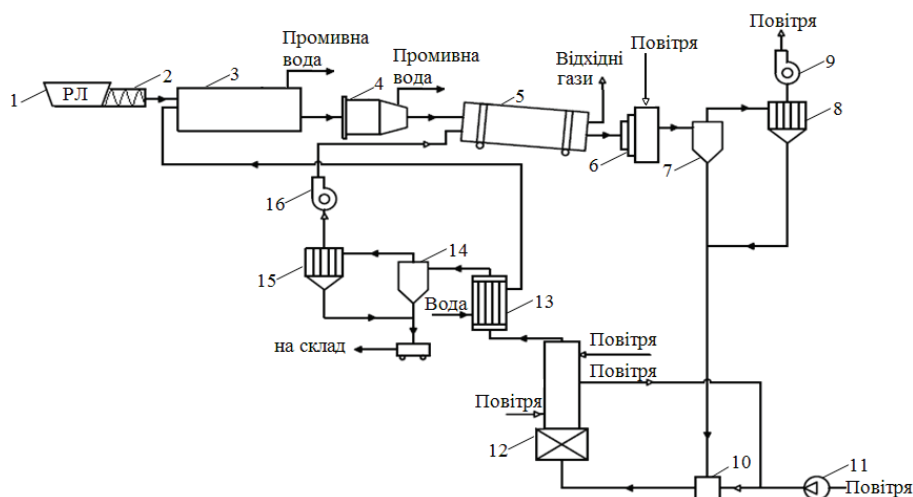 Повітря
Промивна
вода
Промивна
вода
Відхідні
гази
Повітря
1
РЛ
2
3
4
5
6
7
8
9
16
15
14
Вода
13
на склад
Повітря
Повітря
Повітря
12
10
11
Повітря